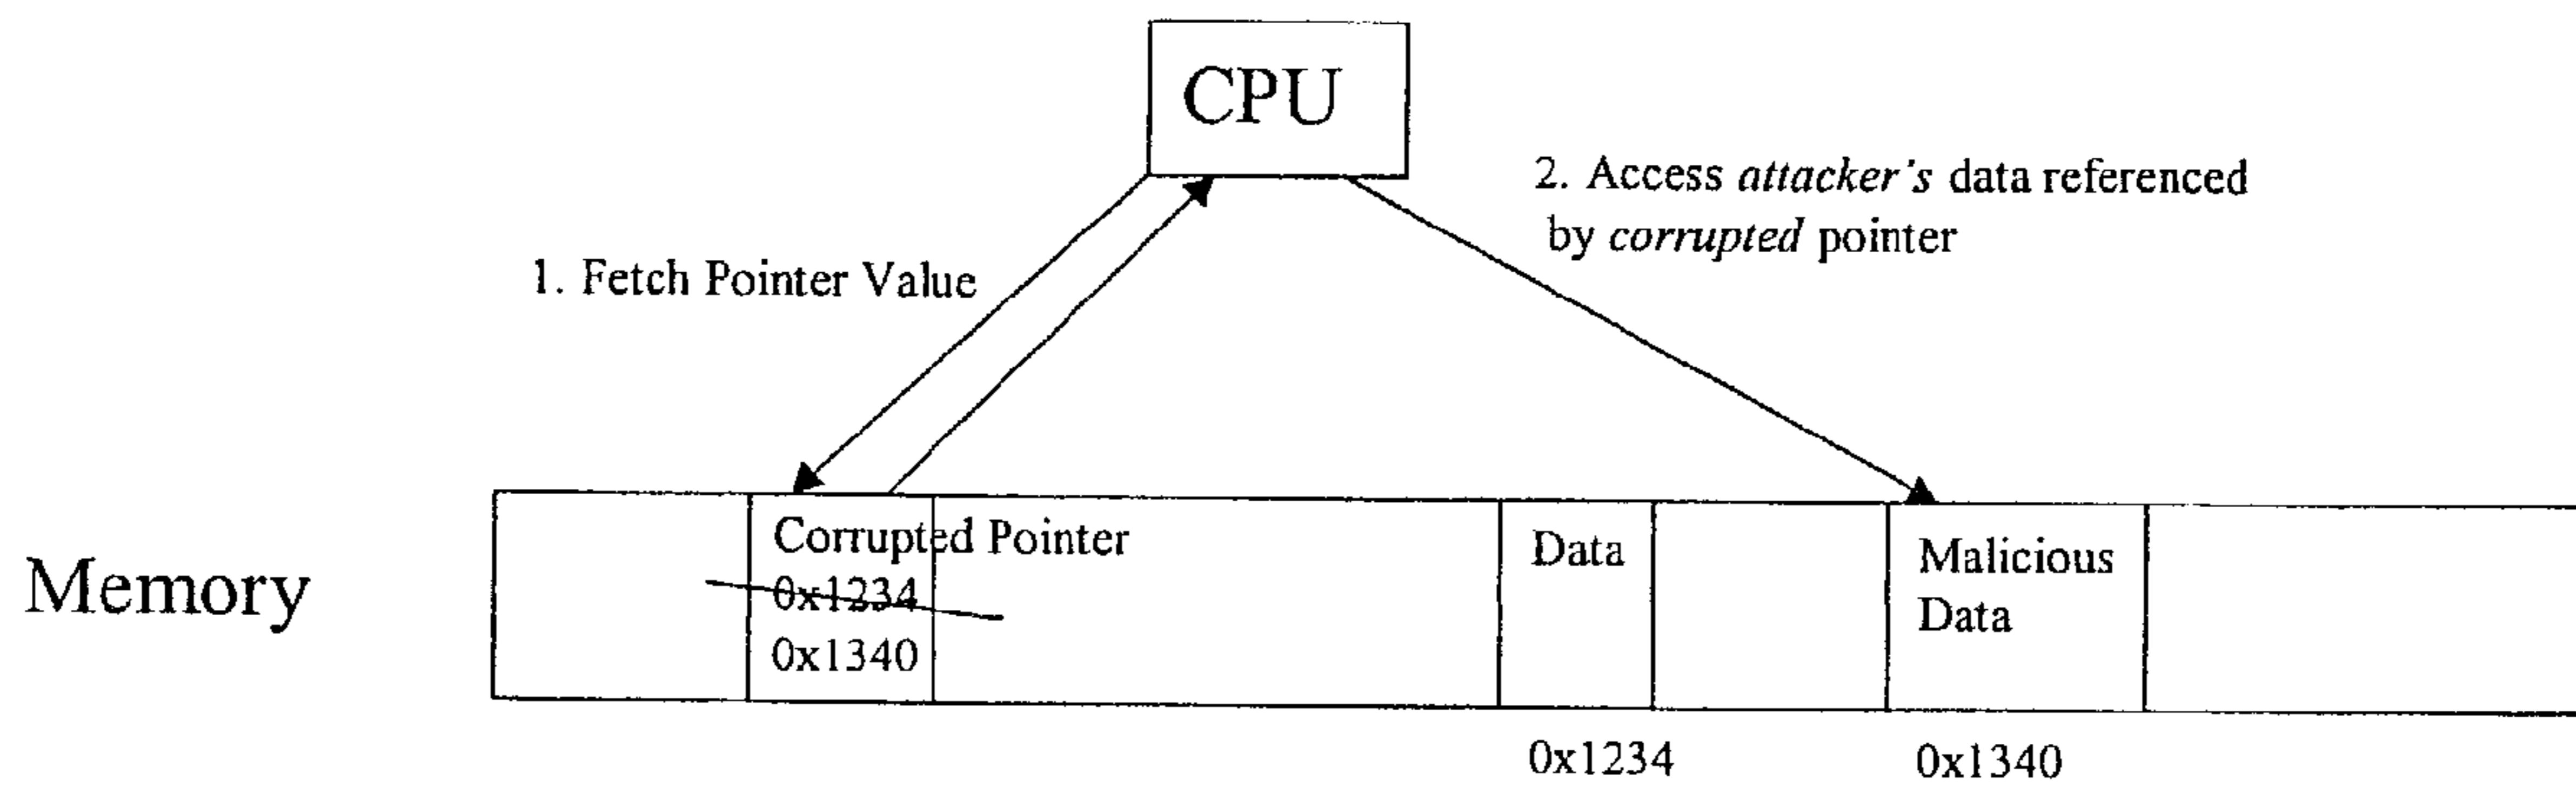 CPU
2. Access attacker's data referenced
by corrupted pointer
1. Fetch Pointer Value
Memory
Corrupted Pointer
0x1234
0x1340
Data
Malicious
Data
0x1234
0x1340